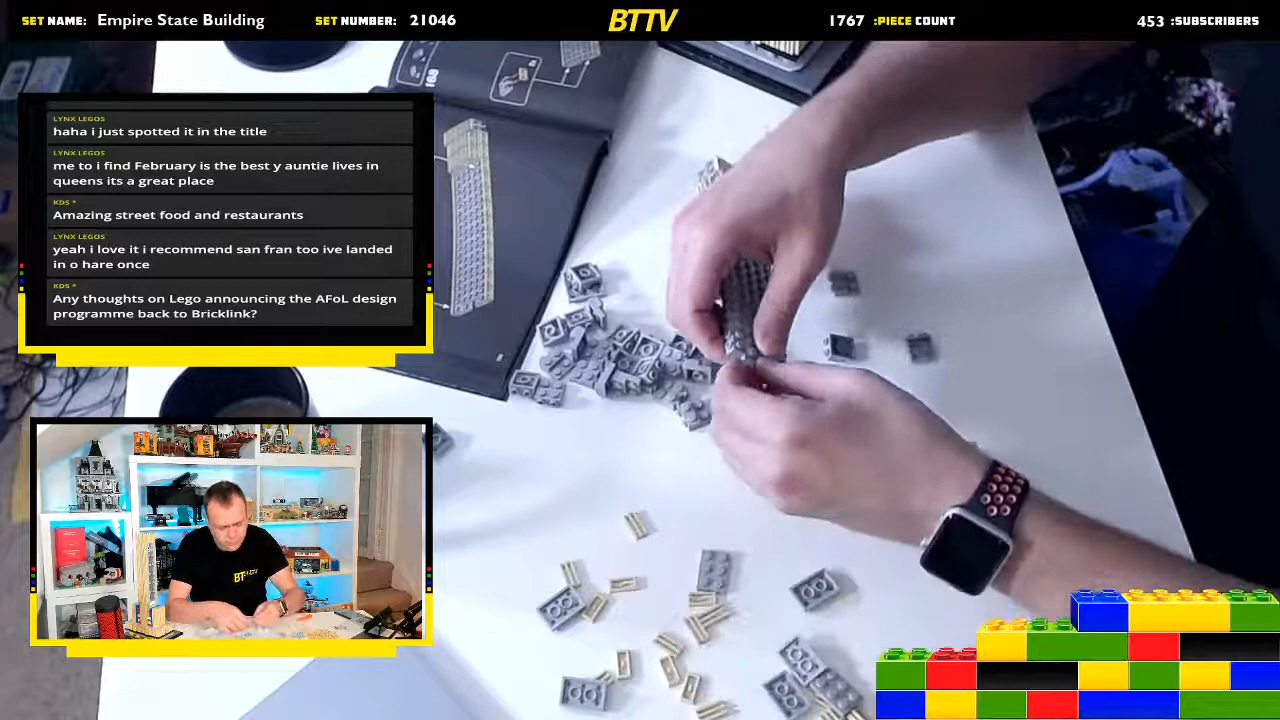 SET NAME: Empire State Building SET NUMBER: 21046 BTTV 1767 :PIECE COUNT 453 :SUBSCRIBERS
LYNX LEGOS
haha i just spotted it in the title
LYNX LEGOS
me to i find February is the best y auntie lives in
queens its a great place
KDS *
Amazing street food and restaurants
LYNX LEGOS
yeah i love it i recommend san fran too ive landed
in o hare once
KDS *
Any thoughts on Lego announcing the AFoL design
programme back to Bricklink?
168